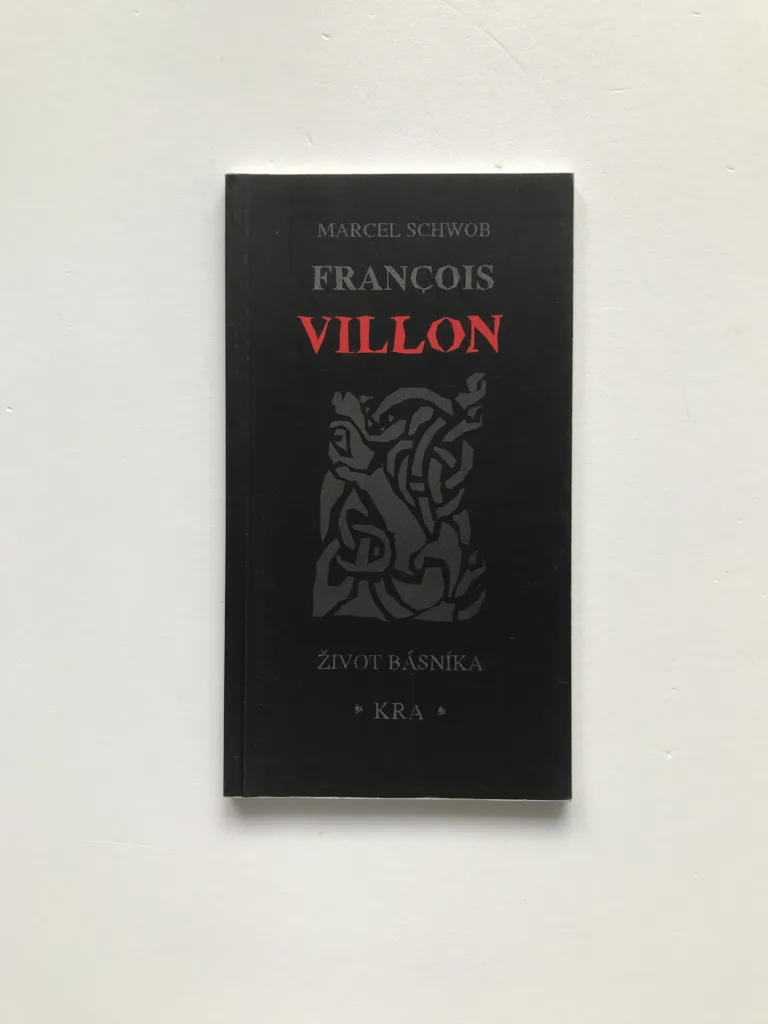 MARCEL SCHWOB
FRANÇOIS
VILLON
ŽIVOT BÁSNÍKA
KRA